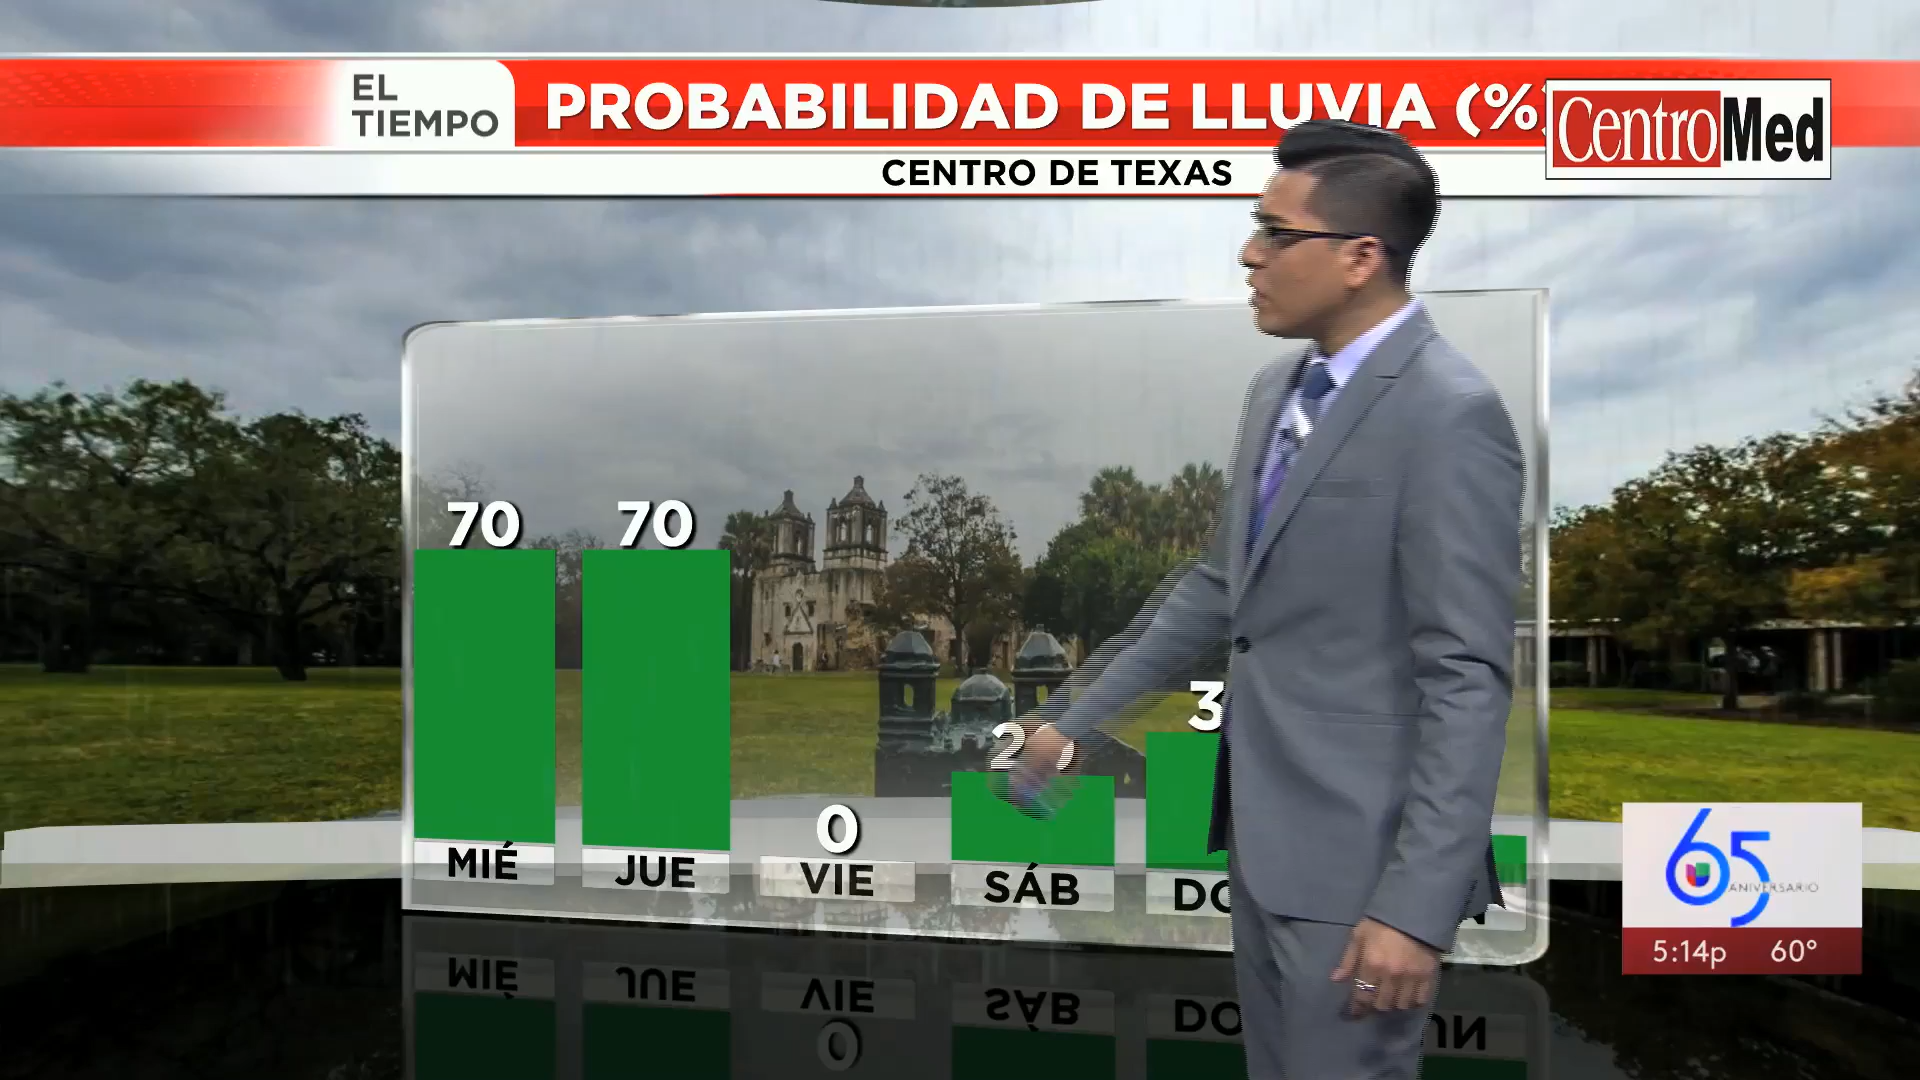 EL
TIEMPO
PROBABILIDAD DE LLUVIA (%)
CentroMed
CENTRO DE TEXAS
70
70
0
MIÉ
JUE
VIE
SÁB
65
ANIVERSARIO
5:14p 60°